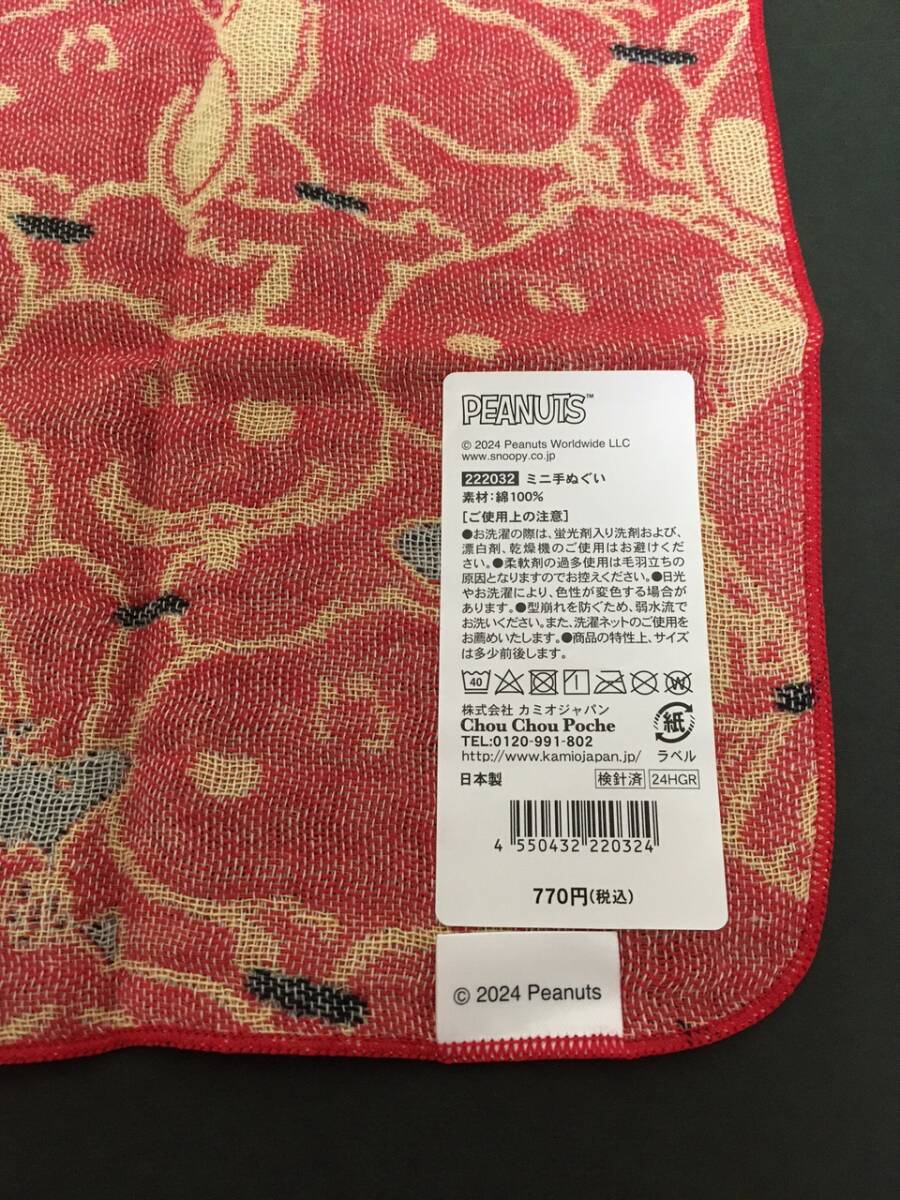 PEANUTS™
© 2024 Peanuts Worldwide LLC
www.snoopy.co.jp
222032 ミニ手ぬぐい
素材:綿100%
[ご使用上の注意]
●お洗濯の際は、蛍光剤入り洗剤および、
漂白剤、乾燥機のご使用はお避けくだ
さい。●柔軟剤の過多使用は毛羽立ちの
原因となりますのでお控えください。●日光
やお洗濯により、色性が変色する場合が
あります。●型崩れを防ぐため、弱水流で
お洗いください。また、洗濯ネットのご使用を
お薦めいたします。●商品の特性上、サイズ
は多少前後します。
40 W
株式会社 カミオジャパン
Chou Chou Poche
TEL:0120-991-802
http://www.kamiojapan.jp/
紙
ラベル
日本製 検針済 24HGR
4 550432 220324
770円(税込)
© 2024 Peanuts